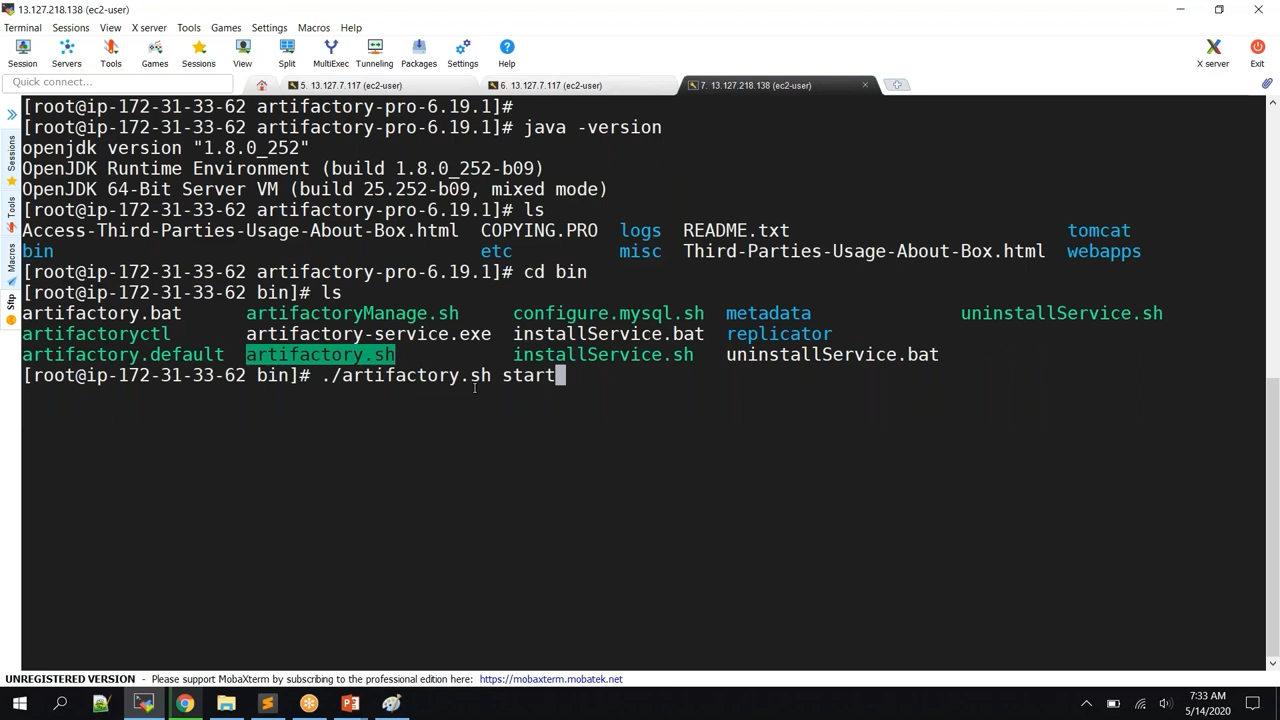 13.127.218.138 (ec2-user)
Terminal Sessions View X server Tools Games Settings Macros Help
Session Servers Tools Games Sessions View Split MultiExec Tunneling Packages Settings Help X server Exit
Quick connect... 5. 13.127.7.117 (ec2-user) 6. 13.127.7.117 (ec2-user) 7. 13.127.218.138 (ec2-user)
Sessions
Tools
Macros
Sftp
[root@ip-172-31-33-62 artifactory-pro-6.19.1]#
[root@ip-172-31-33-62 artifactory-pro-6.19.1]# java -version
openjdk version "1.8.0_252"
OpenJDK Runtime Environment (build 1.8.0_252-b09)
OpenJDK 64-Bit Server VM (build 25.252-b09, mixed mode)
[root@ip-172-31-33-62 artifactory-pro-6.19.1]# ls
Access-Third-Parties-Usage-About-Box.html COPYING.PRO logs README.txt tomcat
bin etc misc Third-Parties-Usage-About-Box.html webapps
[root@ip-172-31-33-62 artifactory-pro-6.19.1]# cd bin
[root@ip-172-31-33-62 bin]# ls
artifactory.bat artifactoryManage.sh configure.mysql.sh metadata uninstallService.sh
artifactoryctl artifactory-service.exe installService.bat replicator
artifactory.default artifactory.sh installService.sh uninstallService.bat
[root@ip-172-31-33-62 bin]# ./artifactory.sh start
UNREGISTERED VERSION - Please support MobaXterm by subscribing to the professional edition here: https://mobaxterm.mobatek.net
7:33 AM
5/14/2020